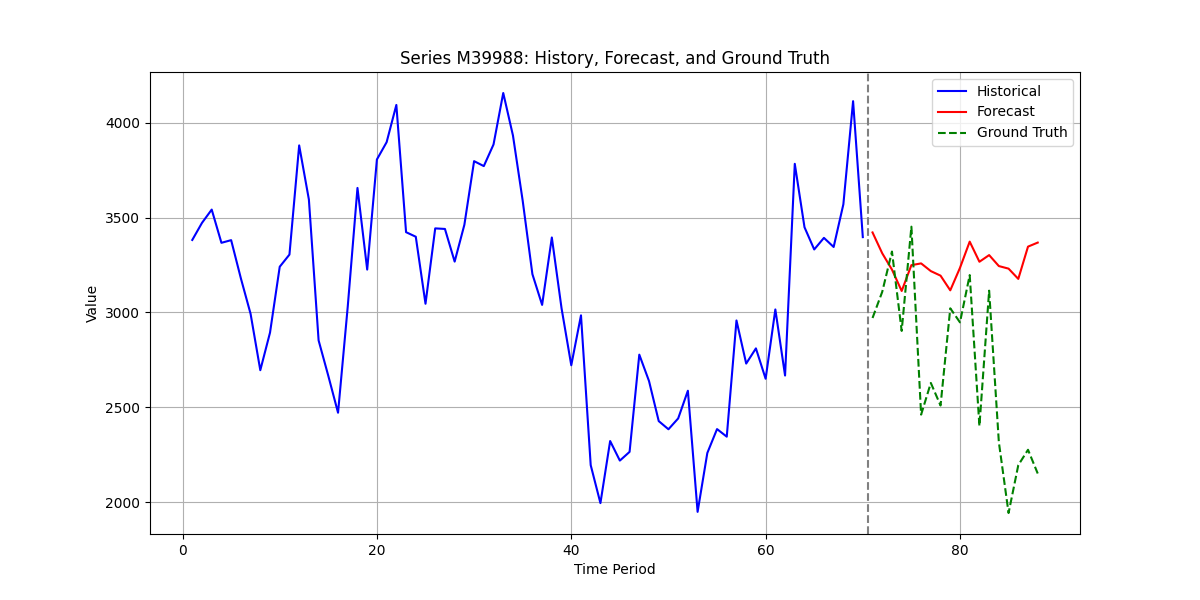 Series M39988: History, Forecast, and Ground Truth
Historical
Forecast
Ground Truth
4000
3500
3000
2500
2000
Value
0 20 40 60 80
Time Period